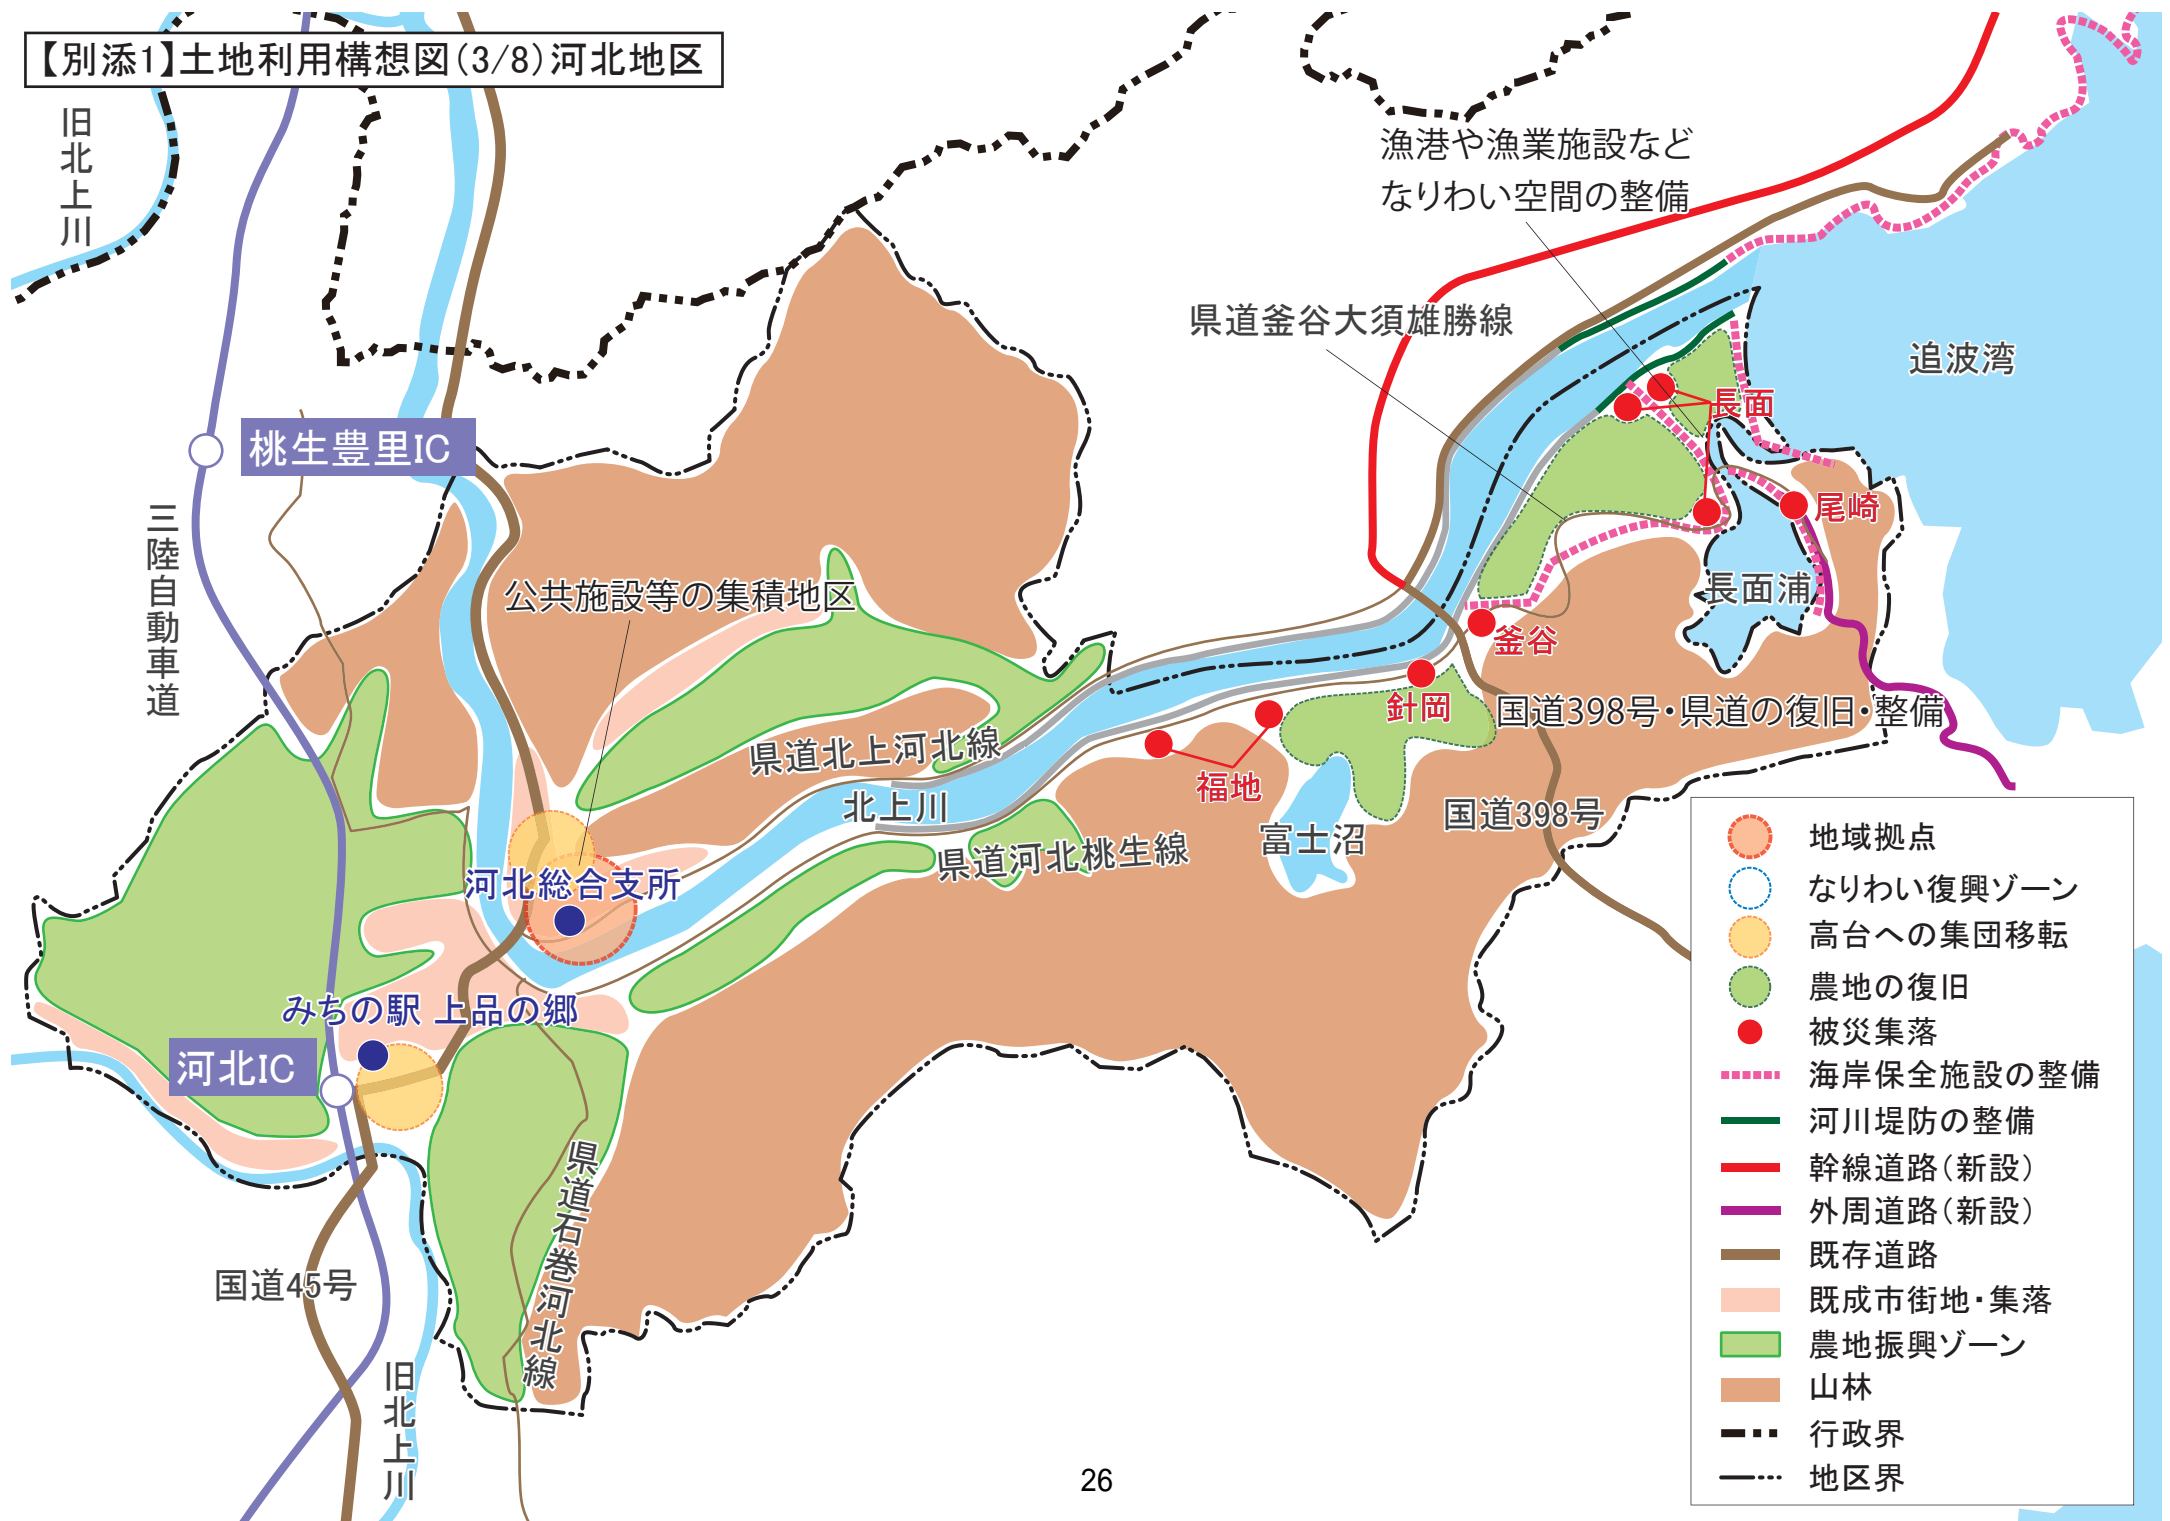 【別添1】土地利用構想図(3/8)河北地区
旧北上川
漁港や漁業施設など
なりわい空間の整備
県道釜谷大須雄勝線
追波湾
長面
桃生豊里IC
尾崎
三陸自動車道
公共施設等の集積地区
長面浦
釜谷
針岡
国道398号・県道の復旧・整備
県道北上河北線
福地
北上川
国道398号
富士沼
県道河北桃生線
河北総合支所
みちの駅 上品の郷
河北IC
県道石巻河北線
国道45号
旧北上川
地域拠点
なりわい復興ゾーン
高台への集団移転
農地の復旧
被災集落
海岸保全施設の整備
河川堤防の整備
幹線道路(新設)
外周道路(新設)
既存道路
既成市街地・集落
農地振興ゾーン
山林
行政界
地区界
26